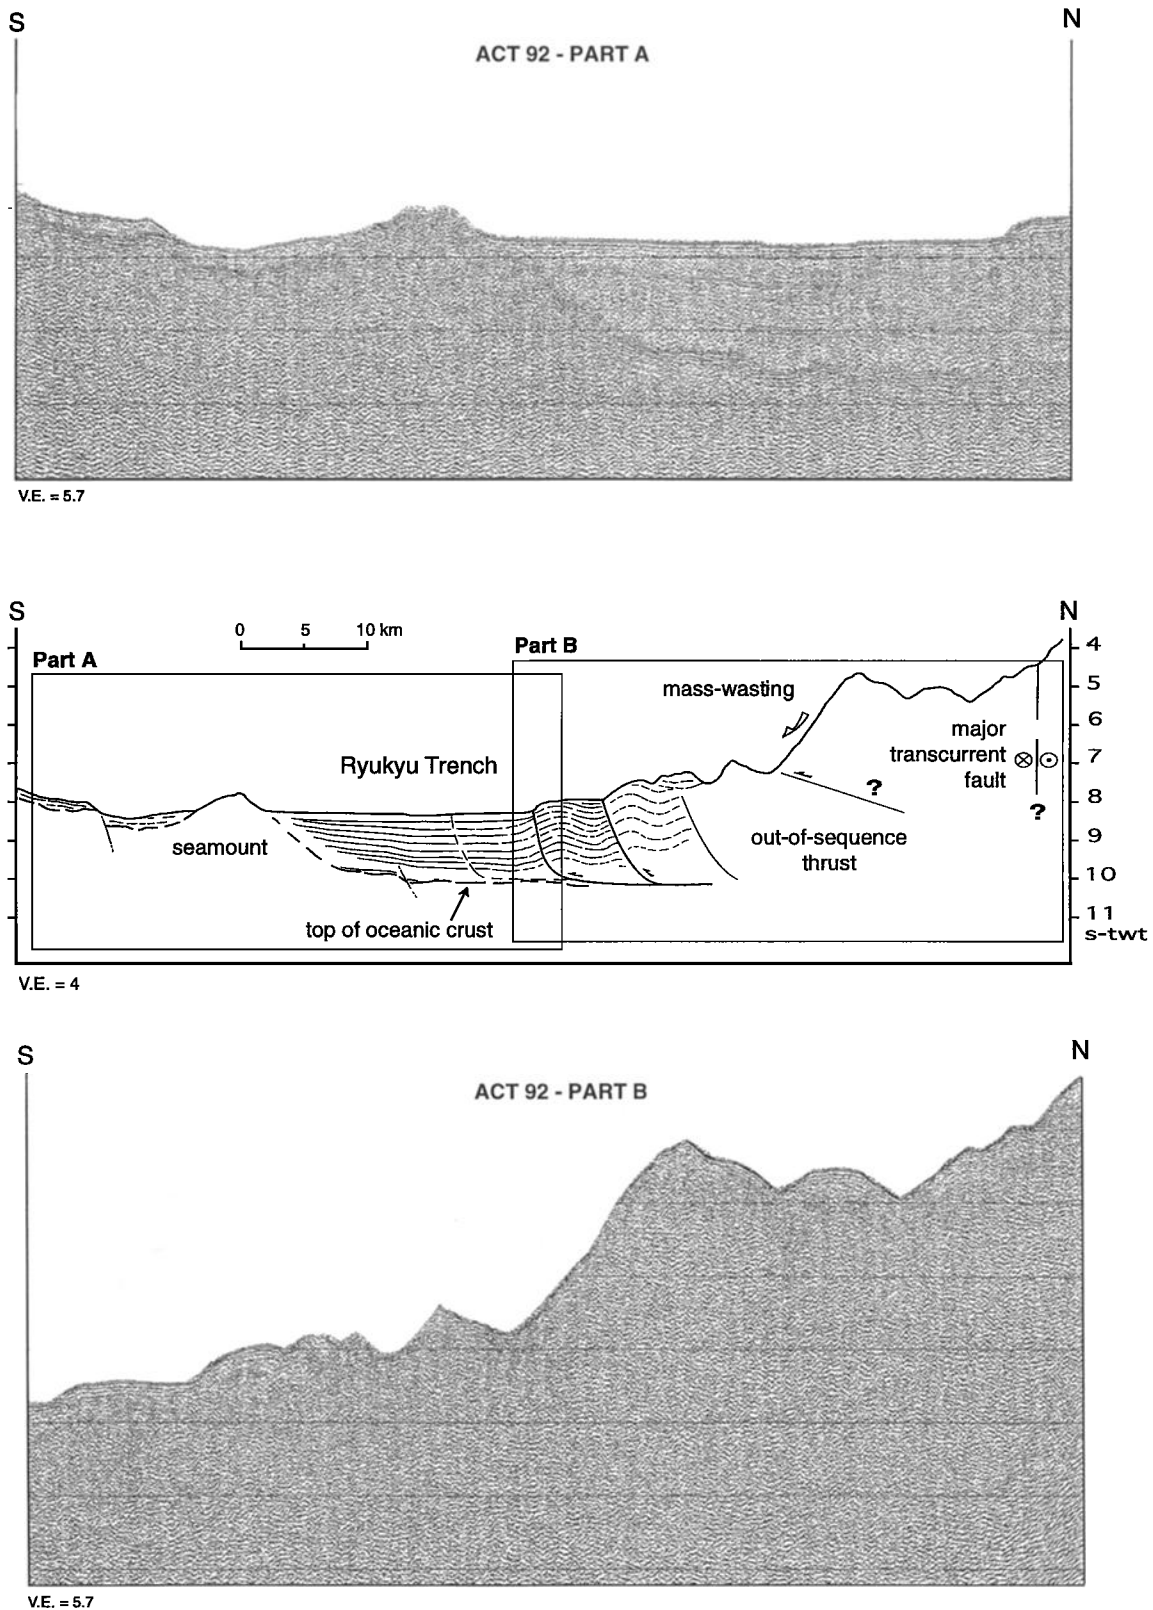 S
N
ACT 92 - PART A
V.E. = 5.7
S
N
0 5 10 km
Part A
Part B
4
5
6
7
8
9
10
11
s-twt
mass-wasting
Ryukyu Trench
major
transcurrent
fault
?
?
seamount
out-of-sequence
thrust
top of oceanic crust
V.E. = 4
S
N
ACT 92 - PART B
V.E. = 5.7